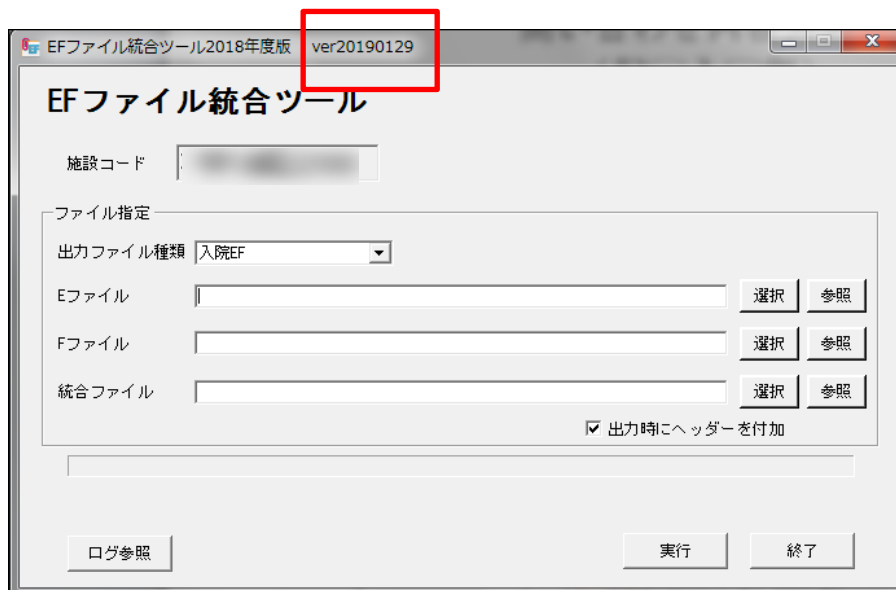 EFファイル統合ツール2018年度版 ver20190129
EFファイル統合ツール
施設コード
ファイル指定
出力ファイル種類 入院EF
Eファイル 選択 参照
Fファイル 選択 参照
統合ファイル 選択 参照
出力時にヘッダーを付加
ログ参照 実行 終了